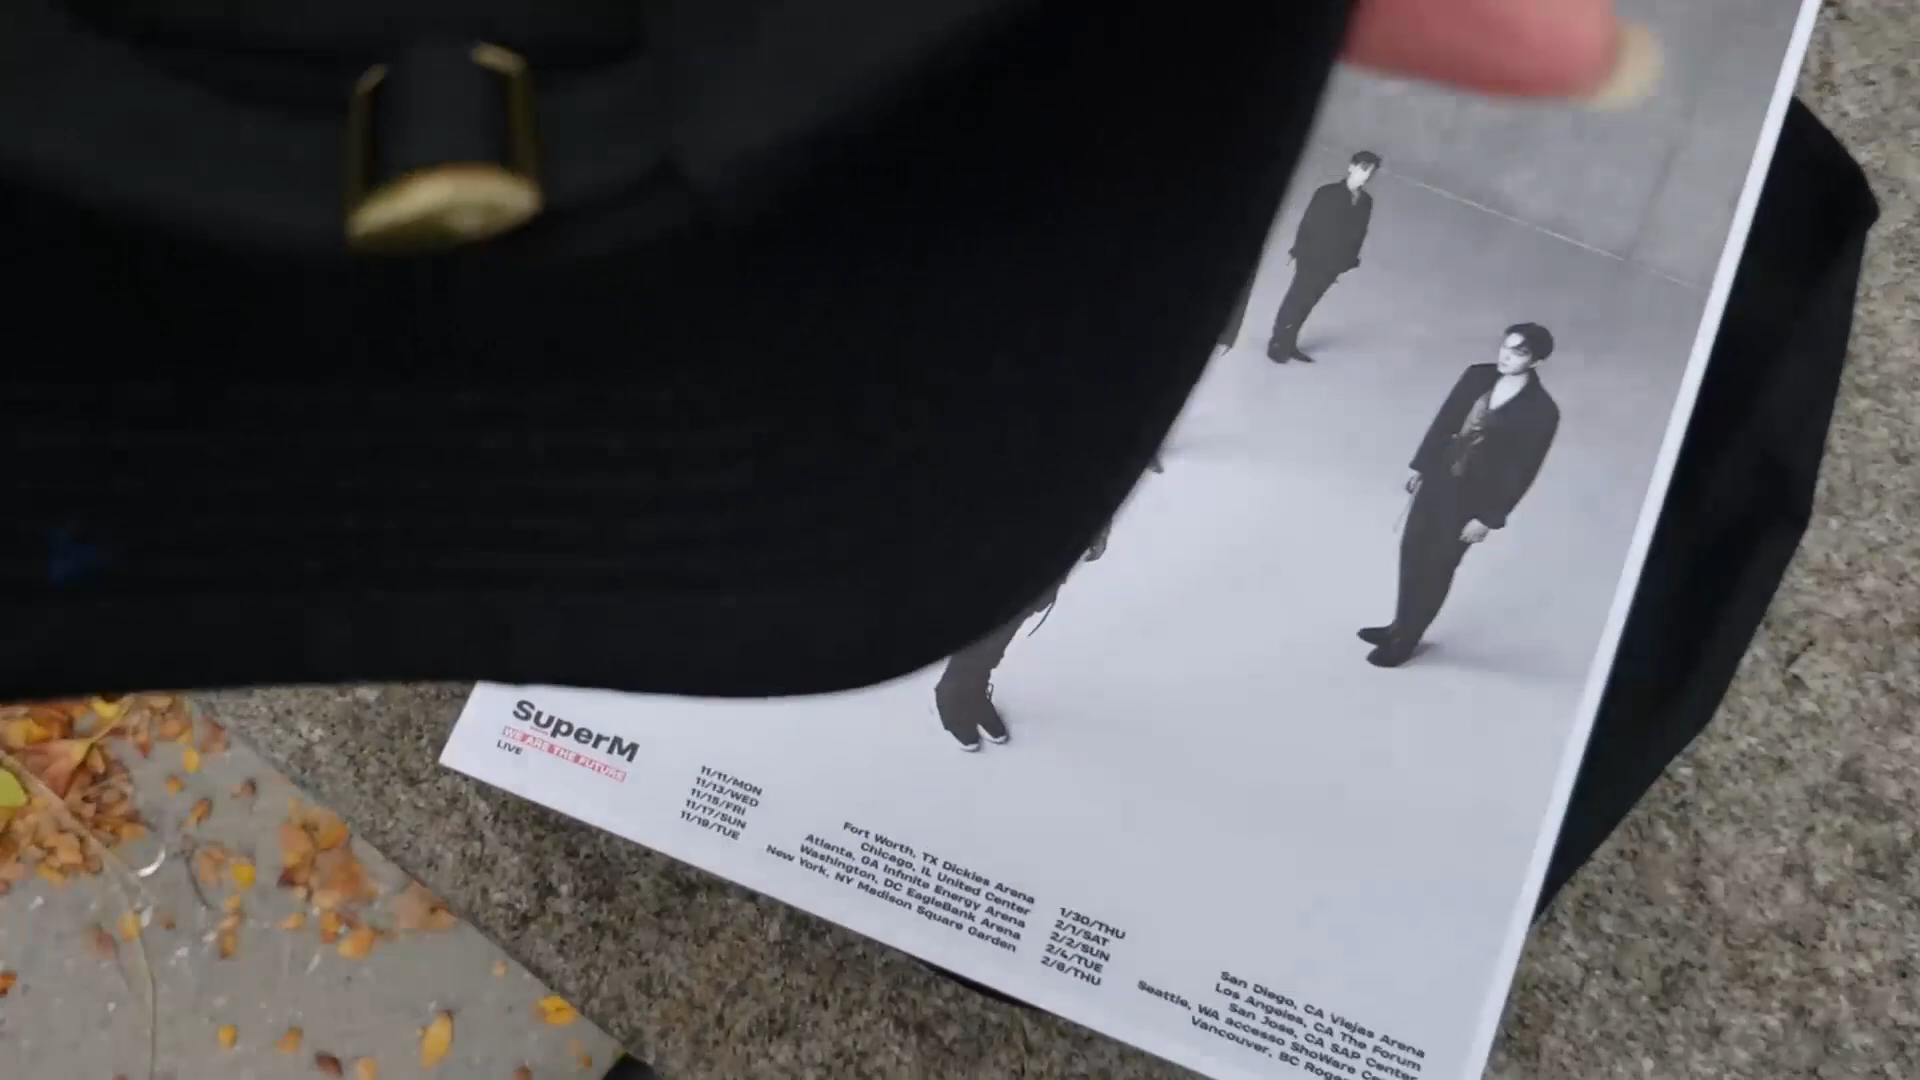 SuperM
WE ARE THE FUTURE
LIVE
11/11/MON
11/13/WED
11/15/FRI
11/17/SUN
11/19/TUE
Fort Worth, TX Dickies Arena
Chicago, IL United Center
Atlanta, GA Infinite Energy Arena
Washington, DC EagleBank Arena
New York, NY Madison Square Garden
1/30/THU
2/1/SAT
2/2/SUN
2/4/TUE
2/6/THU
San Diego, CA Viejas Arena
Los Angeles, CA The Forum
San Jose, CA SAP Center
Seattle, WA accesso ShoWare
Vancouver, BC